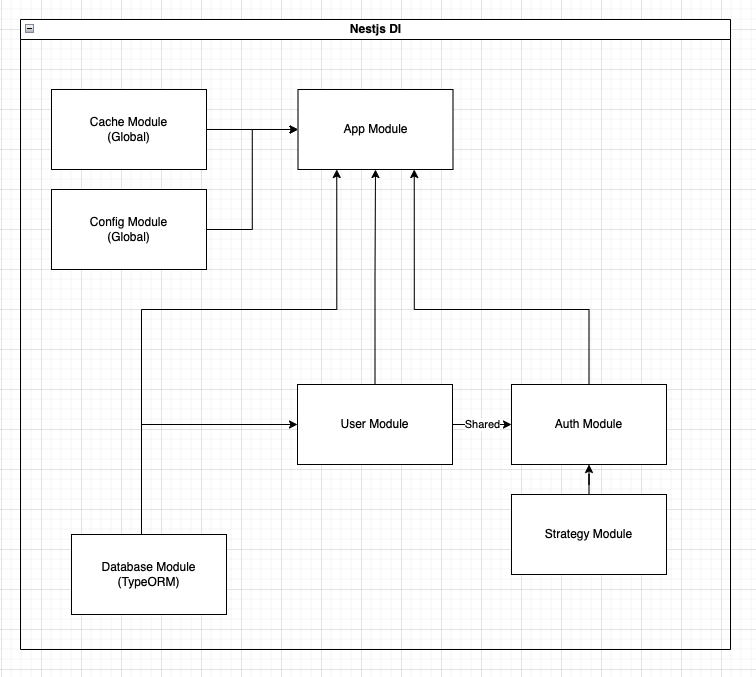 Nestjs DI
Cache Module
(Global)
App Module
Config Module
(Global)
User Module
Shared
Auth Module
Strategy Module
Database Module
(TypeORM)